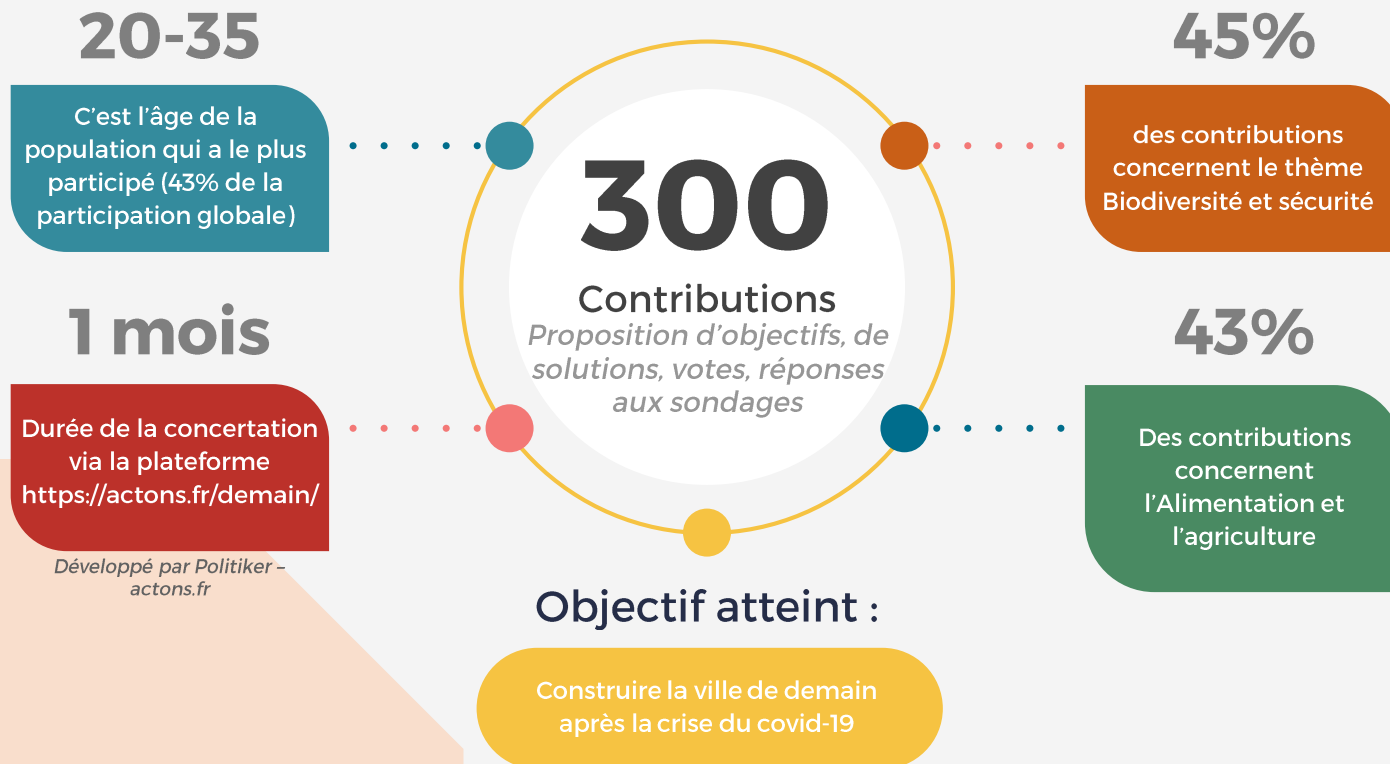 20-35
C'est l'âge de la
population qui a le plus
participé (43% de la
participation globale)
1 mois
Durée de la concertation
via la plateforme
https://actons.fr/demain/
Développé par Politiker –
actons.fr
300
Contributions
Proposition d'objectifs, de
solutions, votes, réponses
aux sondages
Objectif atteint :
Construire la ville de demain
après la crise du covid-19
45%
des contributions
concernent le thème
Biodiversité et sécurité
43%
Des contributions
concernent
l'Alimentation et
l'agriculture